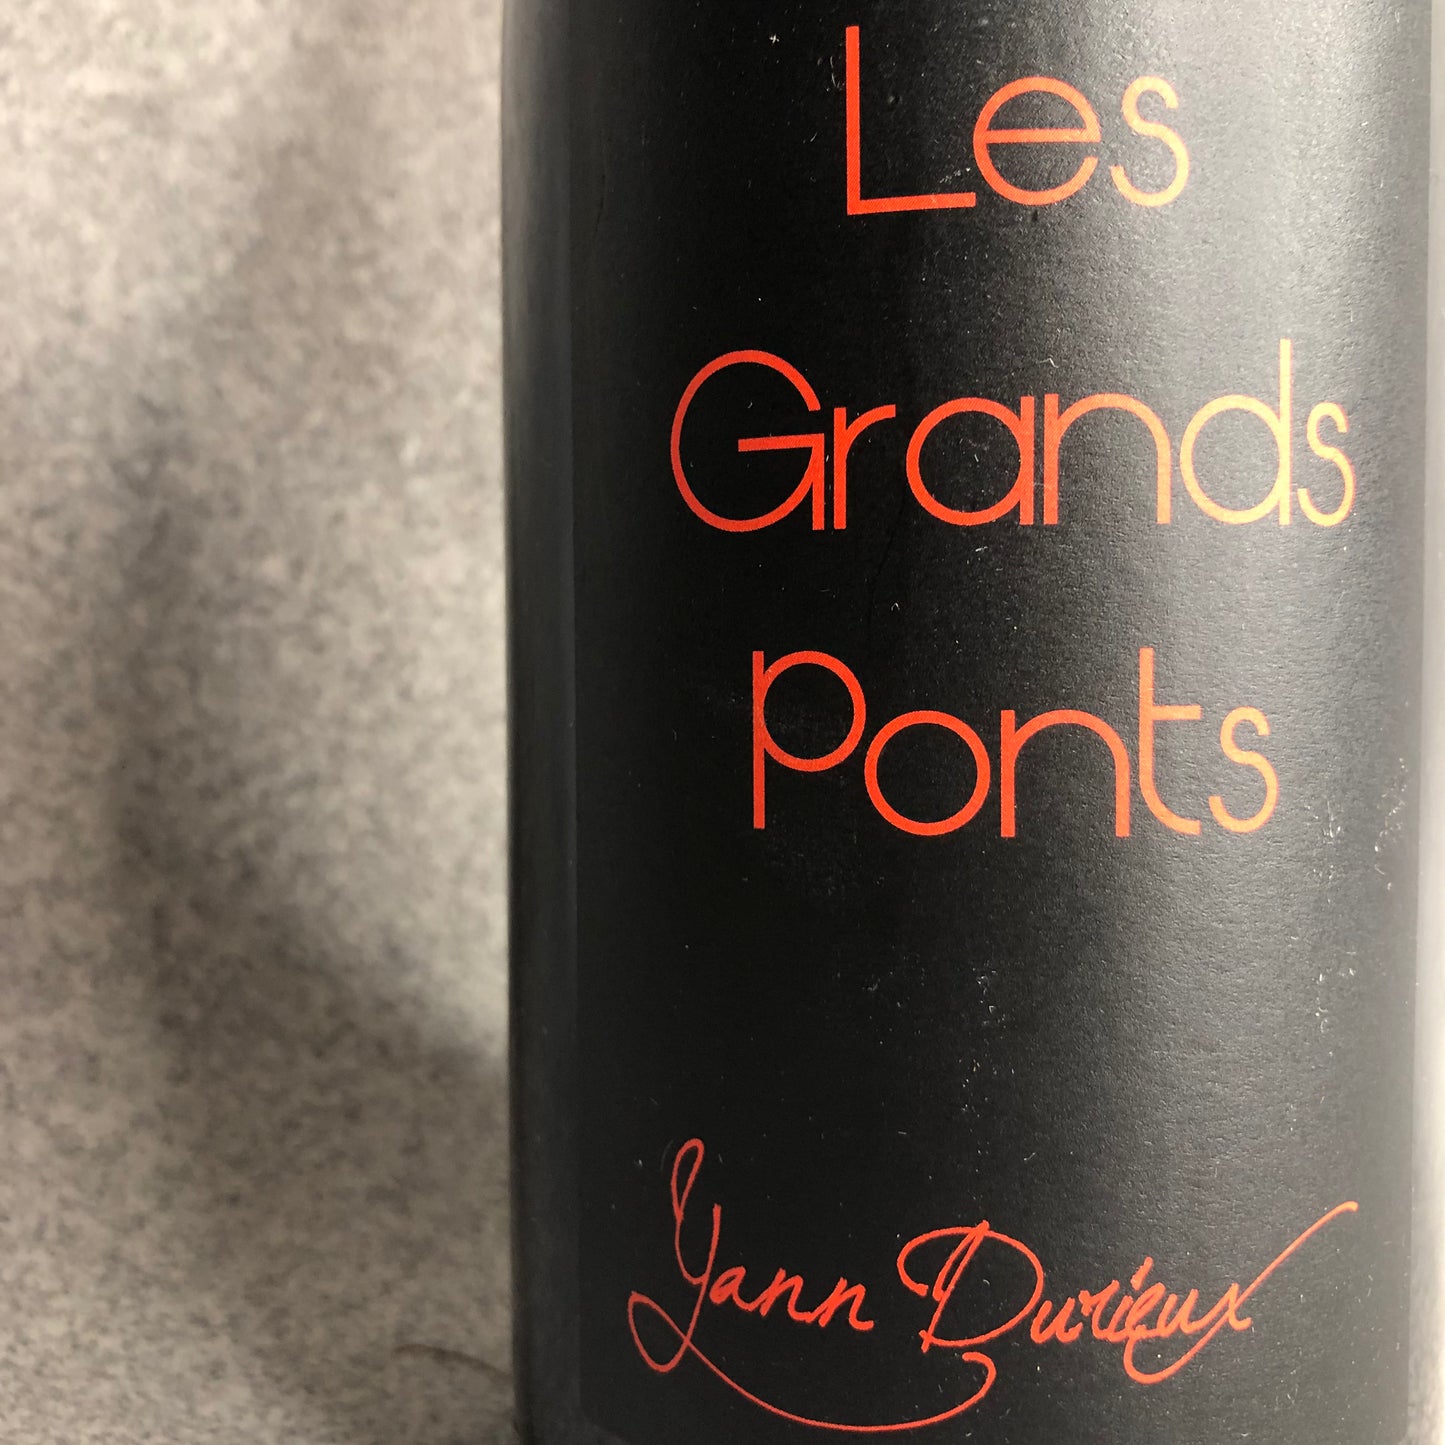 Les
Grands
Ponts
Yann Durieux